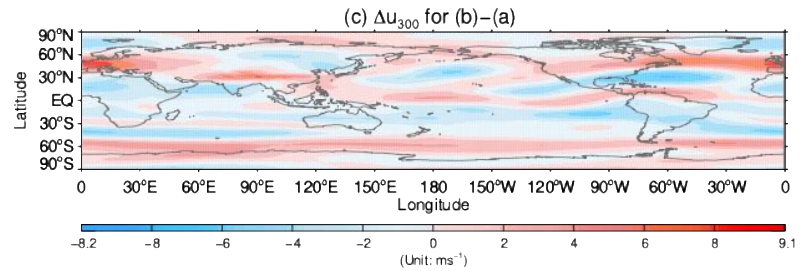 (c) Δu₃₀₀ for (b)−(a)
90°N
60°N
30°N
EQ
30°S
60°S
90°S
Latitude
0 30°E 60°E 90°E 120°E 150°E 180 150°W 120°W 90°W 60°W 30°W 0
Longitude
−8.2 −8 −6 −4 −2 0 2 4 6 8 9.1
(Unit: ms⁻¹)